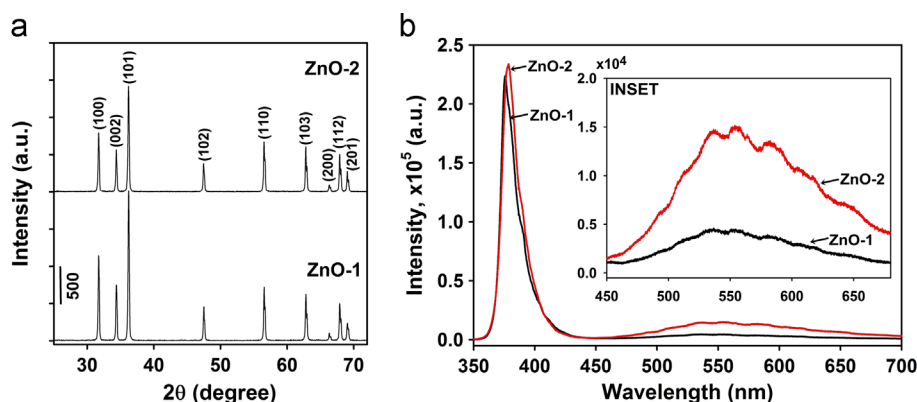 a
Intensity (a.u.)
ZnO-2
(100)
(002)
(101)
(102)
(110)
(103)
(200)
(112)
(201)
500
ZnO-1
30 40 50 60 70
2θ (degree)
b
Intensity, x10⁵ (a.u.)
2.5
2.0
1.5
1.0
0.5
0.0
ZnO-2
ZnO-1
x10⁴
2.0
1.5
1.0
0.5
0.0
INSET
ZnO-2
ZnO-1
450 500 550 600 650
350 400 450 500 550 600 650 700
Wavelength (nm)